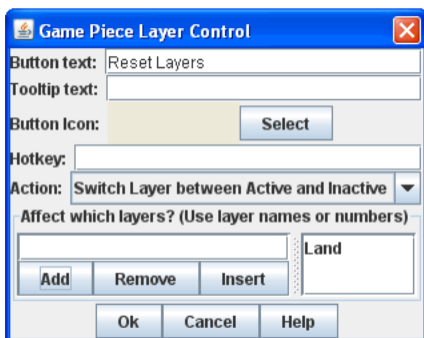 Game Piece Layer Control
Button text: Reset Layers
Tooltip text:
Button Icon: Select
Hotkey:
Action: Switch Layer between Active and Inactive
Affect which layers? (Use layer names or numbers)
Land
Add Remove Insert
Ok Cancel Help